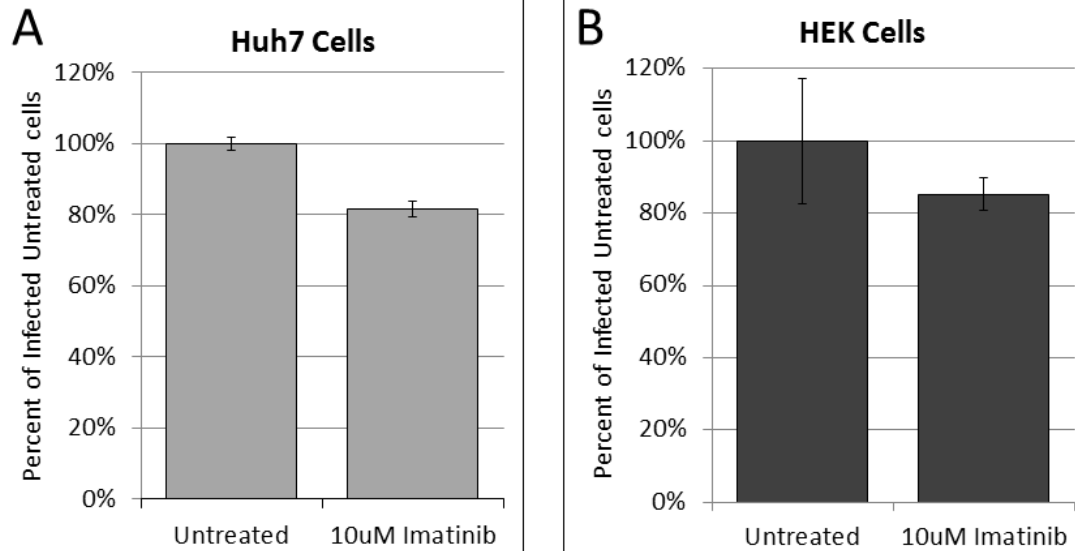 A
Huh7 Cells
Percent of Infected Untreated cells
120%
100%
80%
60%
40%
20%
0%
Untreated
10uM Imatinib
B
HEK Cells
Percent of Infected Untreated cells
120%
100%
80%
60%
40%
20%
0%
Untreated
10uM Imatinib